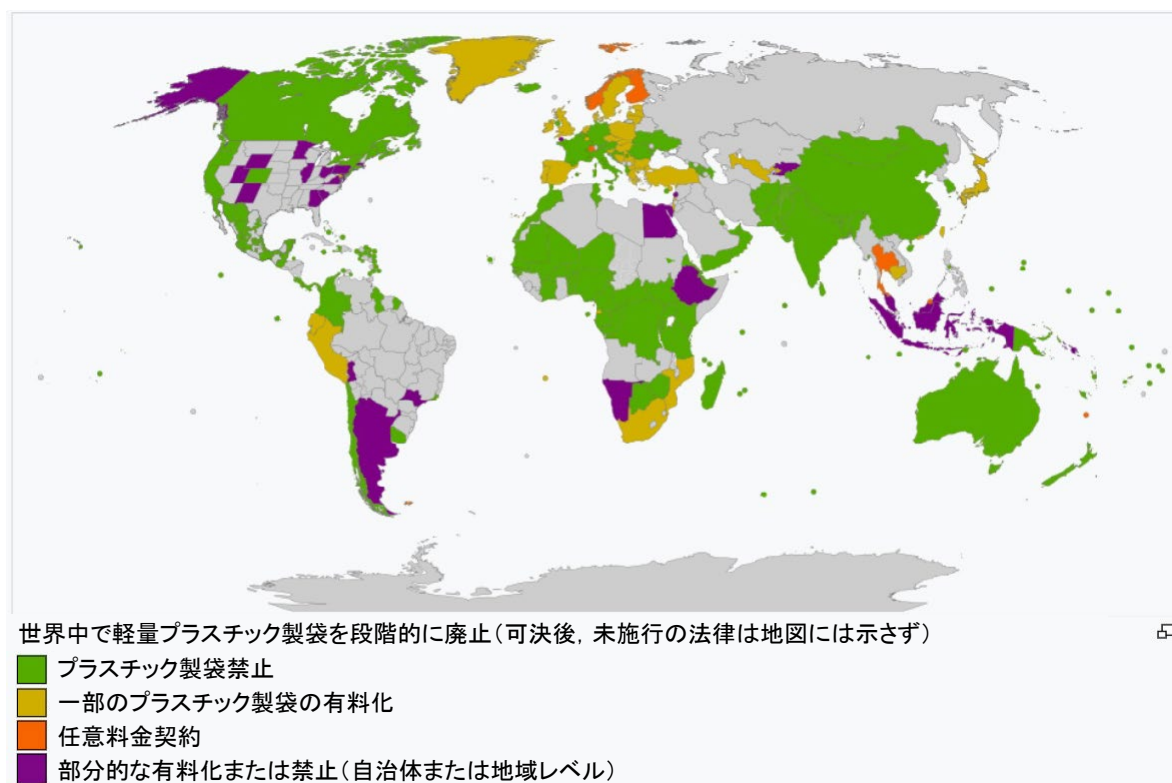 世界中で軽量プラスチック製袋を段階的に廃止(可決後，未施行の法律は地図には示さず)
プラスチック製袋禁止
一部のプラスチック製袋の有料化
任意料金契約
部分的な有料化または禁止(自治体または地域レベル)